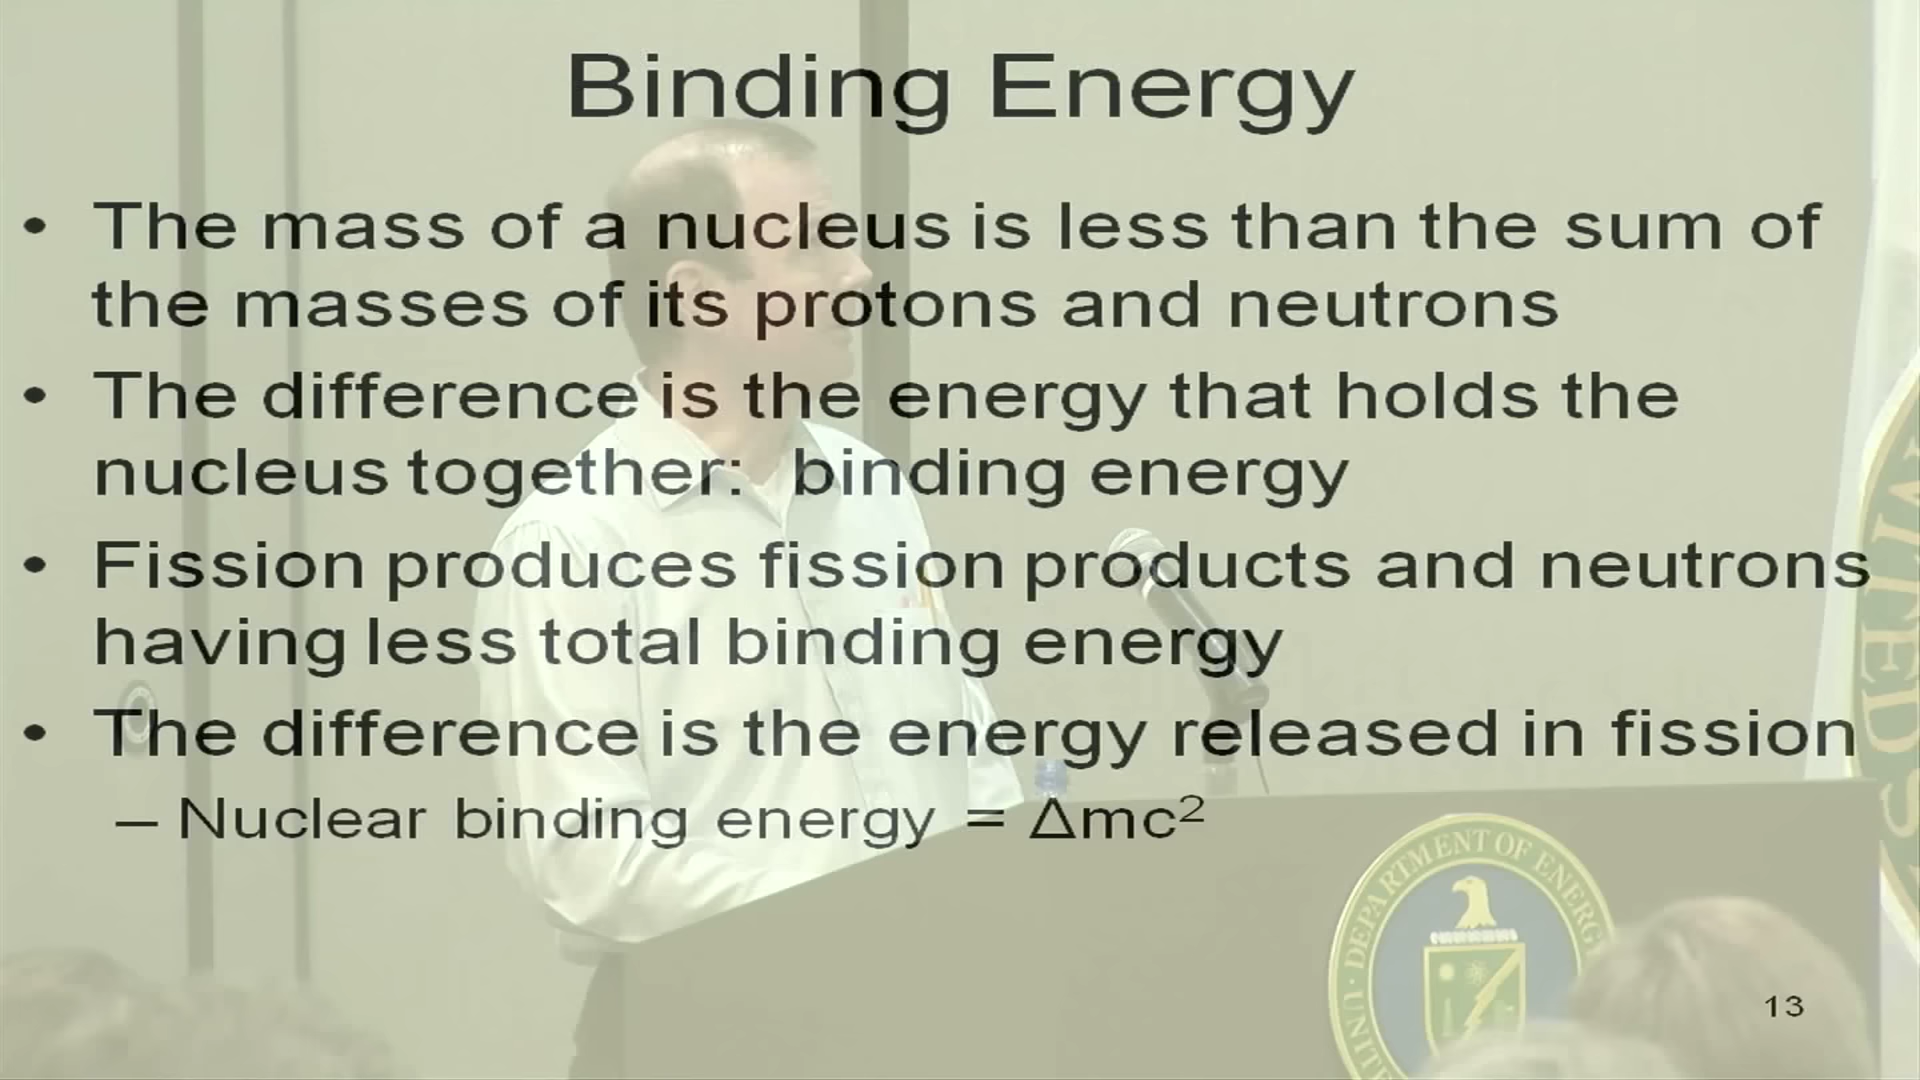 Binding Energy
• The mass of a nucleus is less than the sum of
the masses of its protons and neutrons
• The difference is the energy that holds the
nucleus together: binding energy
• Fission produces fission products and neutrons
having less total binding energy
• The difference is the energy released in fission
– Nuclear binding energy = Δmc²
DEPARTMENT OF ENERGY
13